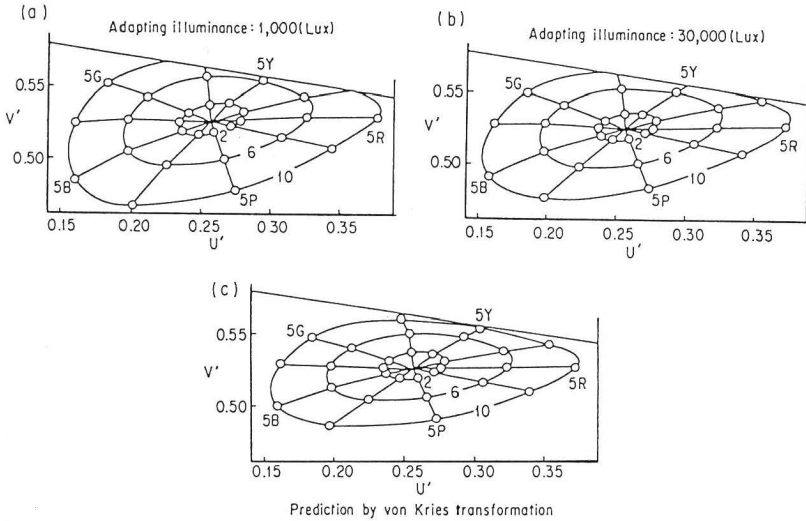 (a)
Adapting illuminance: 1,000(Lux)
5G
5Y
0.55
V'
5R
0.50
2
6
10
5B
5P
0.15 0.20 0.25 0.30 0.35
U'
(b)
Adapting illuminance: 30,000(Lux)
5G
5Y
0.55
V'
5R
0.50
2
6
10
5B
5P
0.15 0.20 0.25 0.30 0.35
U'
(c)
5G
5Y
0.55
V'
5R
0.50
2
6
10
5B
5P
0.15 0.20 0.25 0.30 0.35
U'
Prediction by von Kries transformation